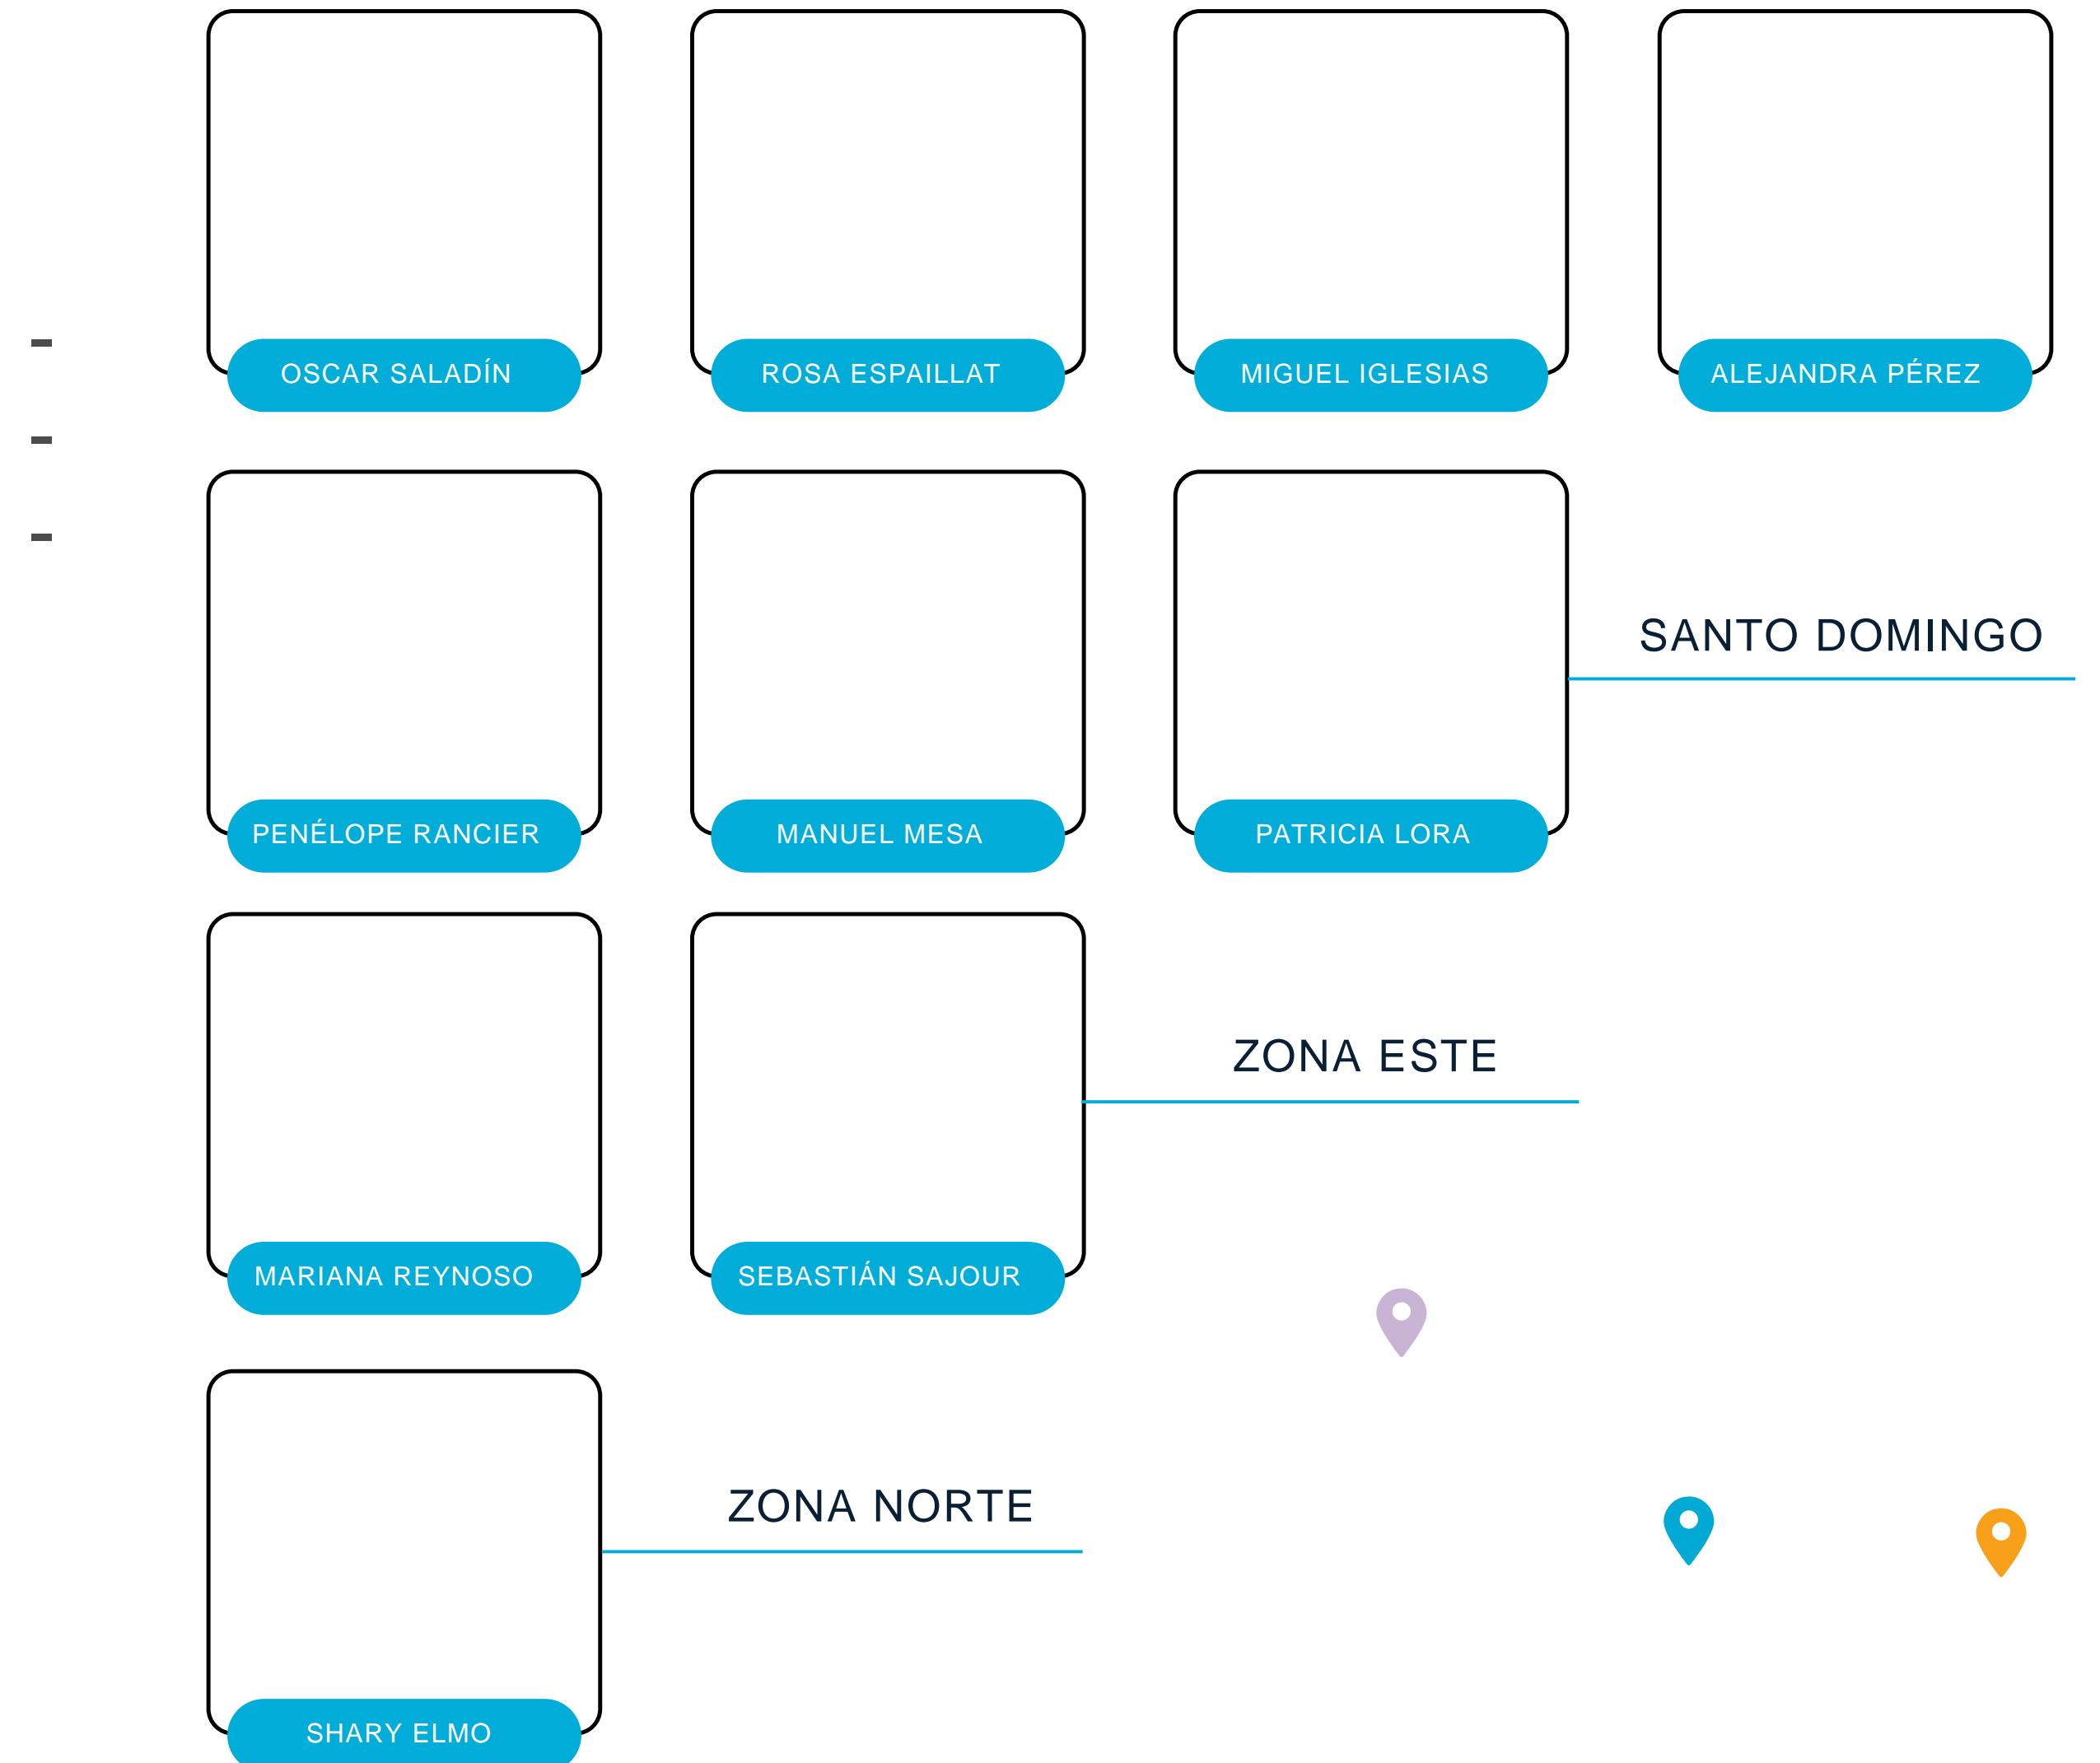 -
-
-
OSCAR SALADÍN
ROSA ESPAILLAT
MIGUEL IGLESIAS
ALEJANDRA PÉREZ
SANTO DOMINGO
PENÉLOPE RANCIER
MANUEL MESA
PATRICIA LORA
ZONA ESTE
MARIANA REYNOSO
SEBASTIÁN SAJOUR
ZONA NORTE
SHARY ELMO